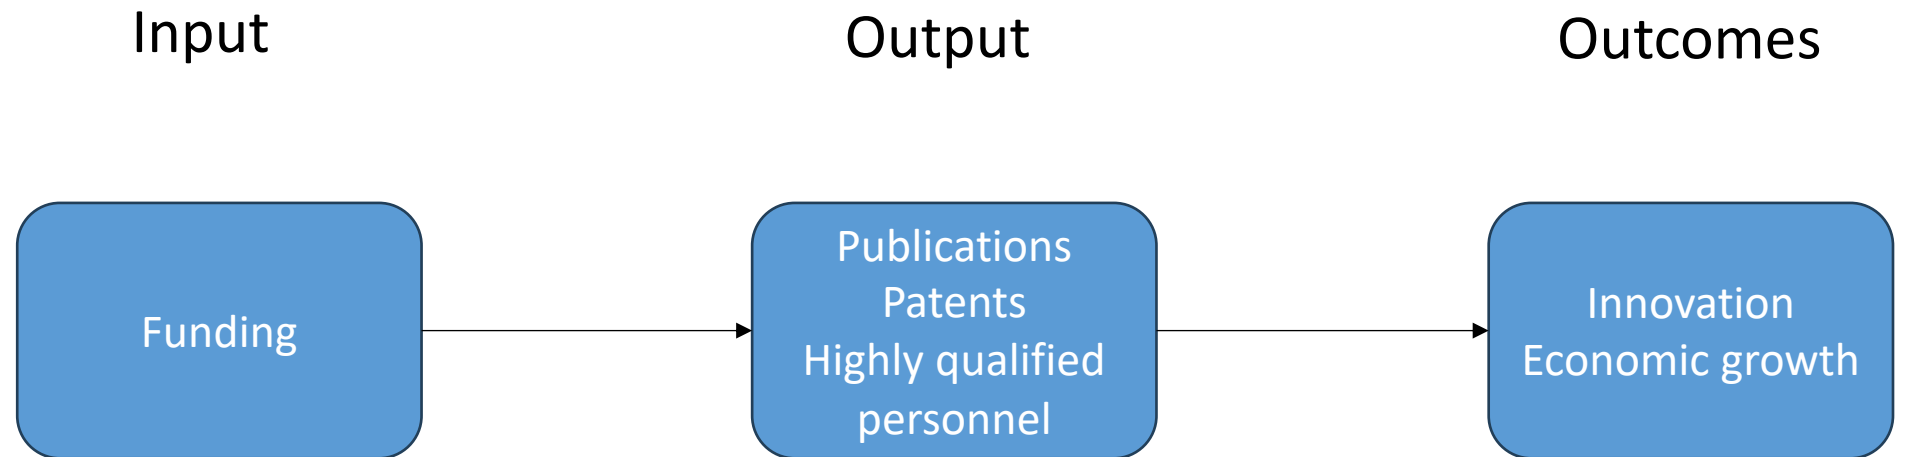 Input
Output
Outcomes
Funding
Publications
Patents
Highly qualified
personnel
Innovation
Economic growth